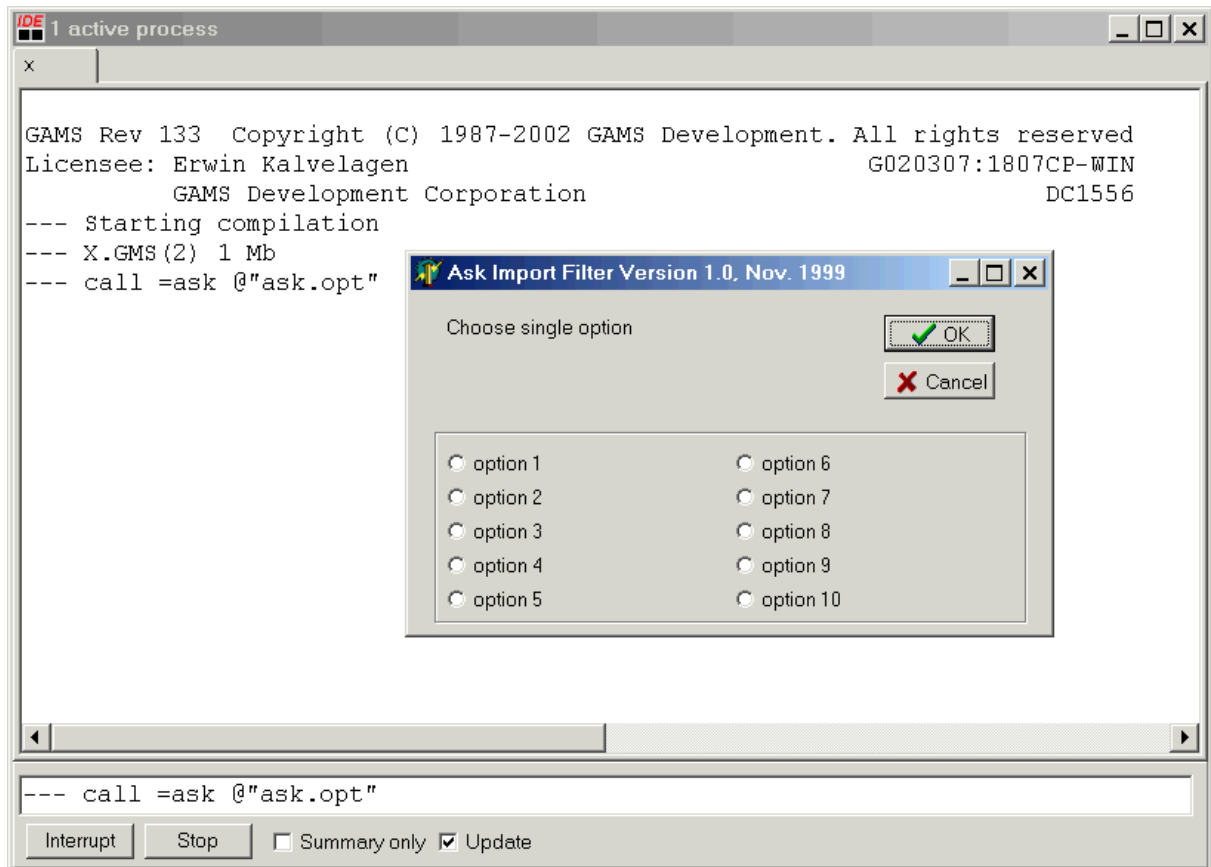 IDE 1 active process
x
GAMS Rev 133  Copyright (C) 1987-2002 GAMS Development. All rights reserved
Licensee: Erwin Kalvelagen                               G020307:1807CP-WIN
          GAMS Development Corporation                               DC1556
--- Starting compilation
--- X.GMS(2) 1 Mb
--- call =ask @"ask.opt"
Ask Import Filter Version 1.0, Nov. 1999
Choose single option
OK
Cancel
option 1
option 2
option 3
option 4
option 5
option 6
option 7
option 8
option 9
option 10
--- call =ask @"ask.opt"
Interrupt Stop Summary only Update